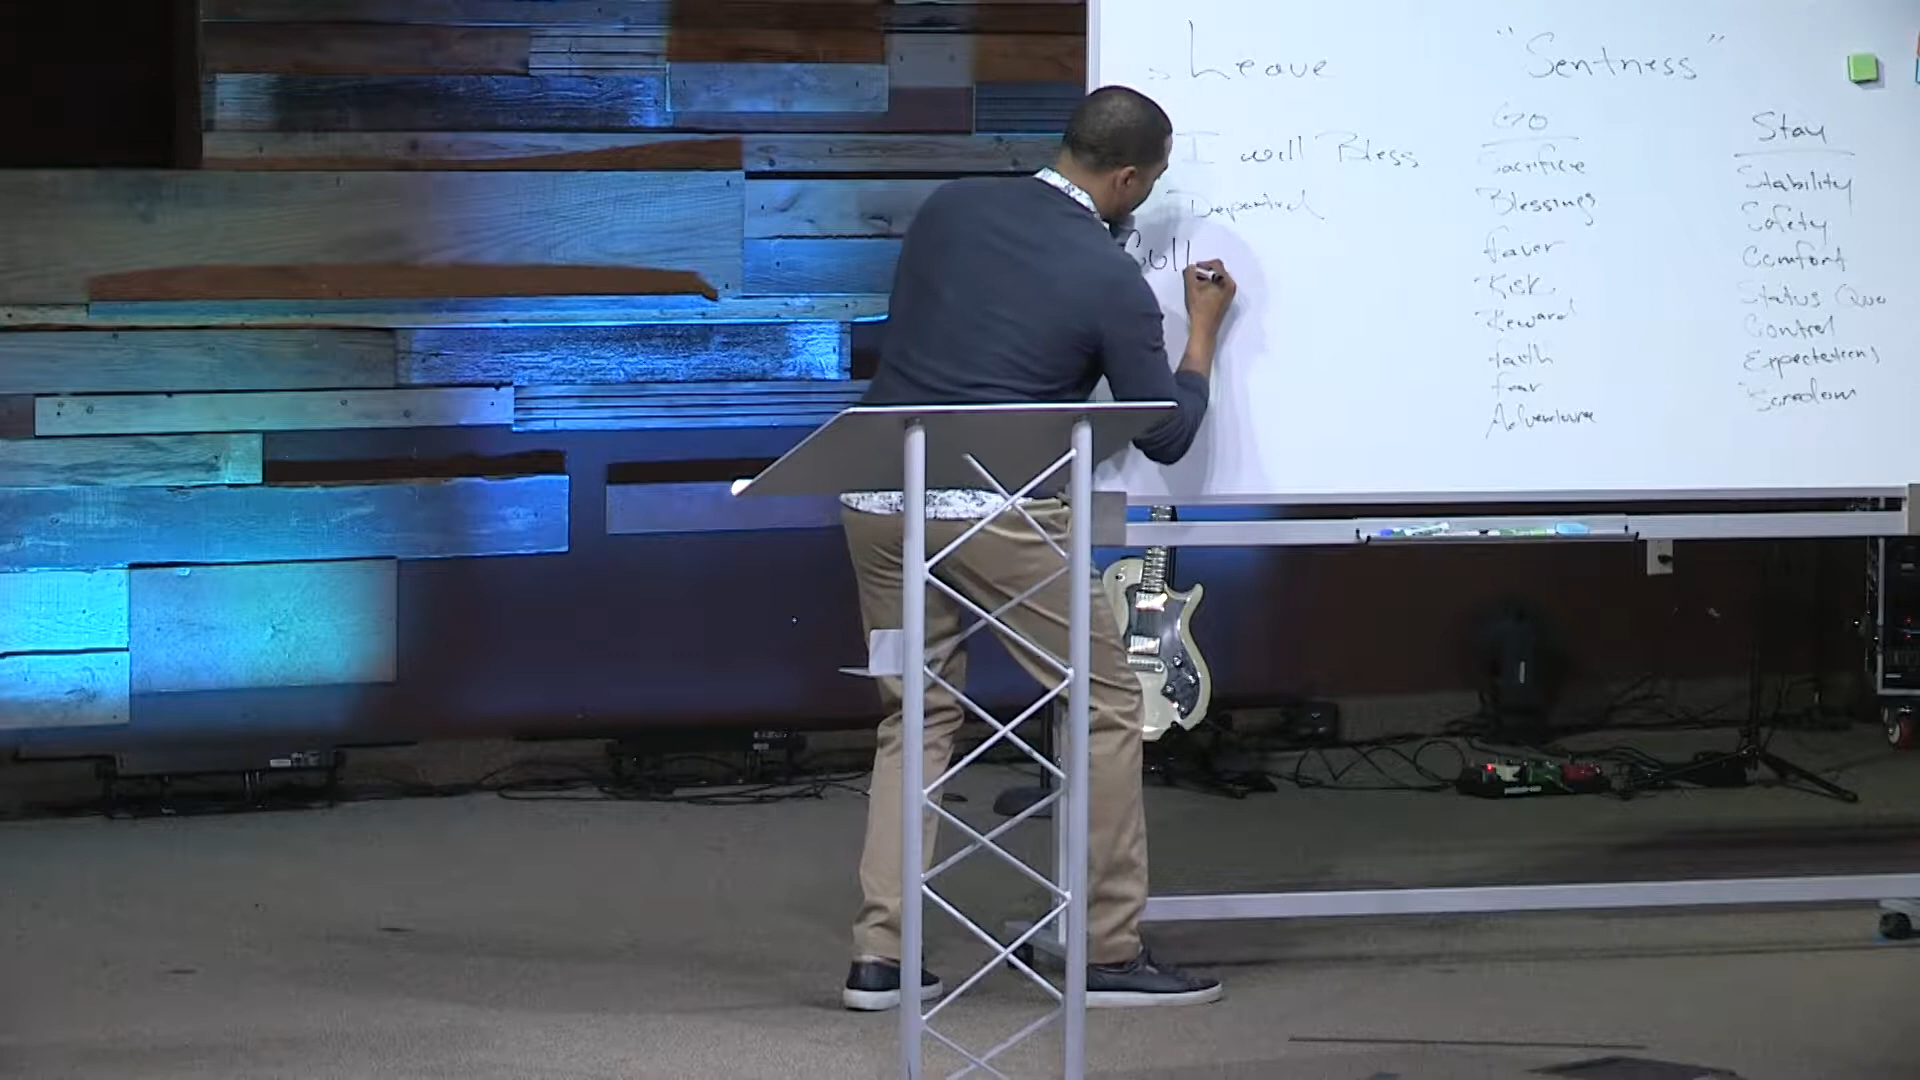 Leave
I will Bless
Departed
"Sentness"
Go
Sacrifice
Blessings
Favor
Risk
Reward
Faith
Fear
Adventure
Stay
Stability
Safety
Comfort
Status Quo
Control
Expectations